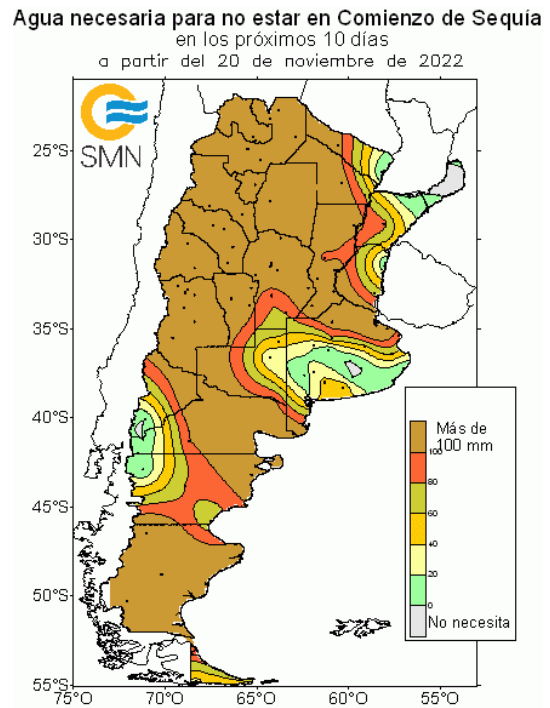 Agua necesaria para no estar en Comienzo de Sequía
en los próximos 10 días
a partir del 20 de noviembre de 2022
SMN
25°S
30°S
35°S
40°S
45°S
50°S
55°S
75°O
70°O
65°O
60°O
55°O
Más de
100 mm
100
80
60
40
20
0
No necesita